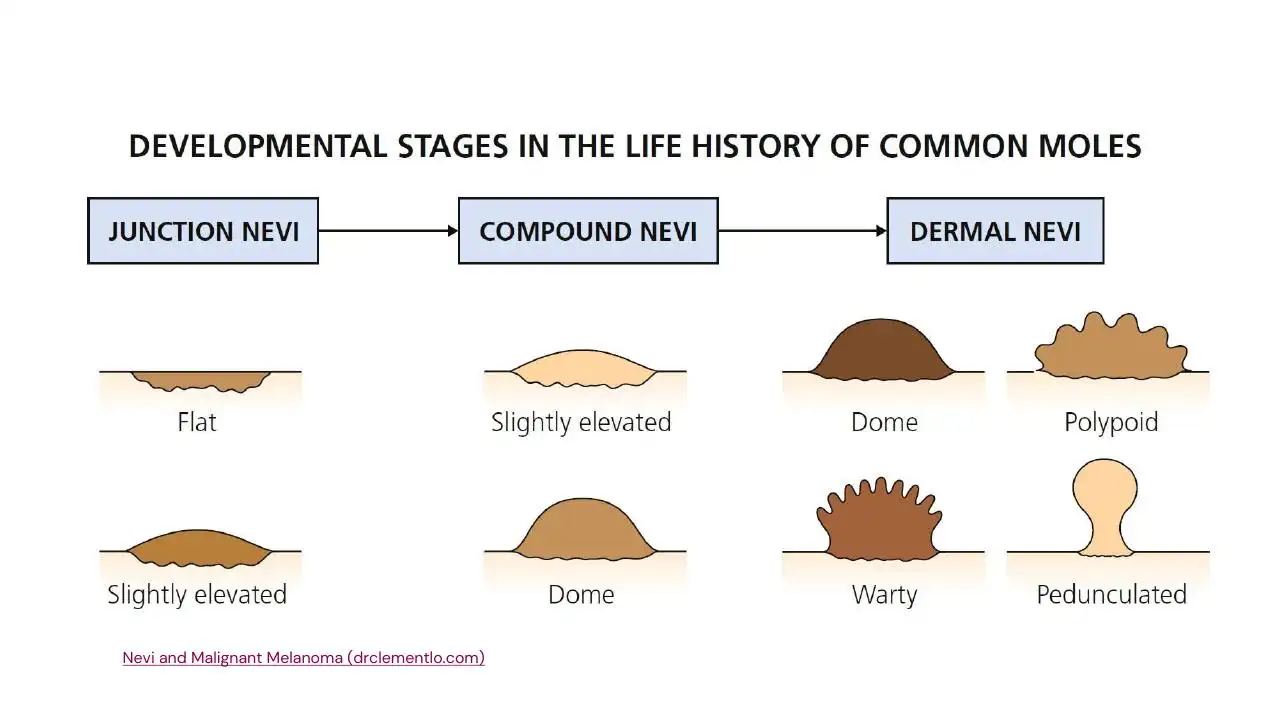 DEVELOPMENTAL STAGES IN THE LIFE HISTORY OF COMMON MOLES
JUNCTION NEVI
COMPOUND NEVI
DERMAL NEVI
Flat
Slightly elevated
Dome
Polypoid
Slightly elevated
Dome
Warty
Pedunculated
Nevi and Malignant Melanoma (drclementlo.com)